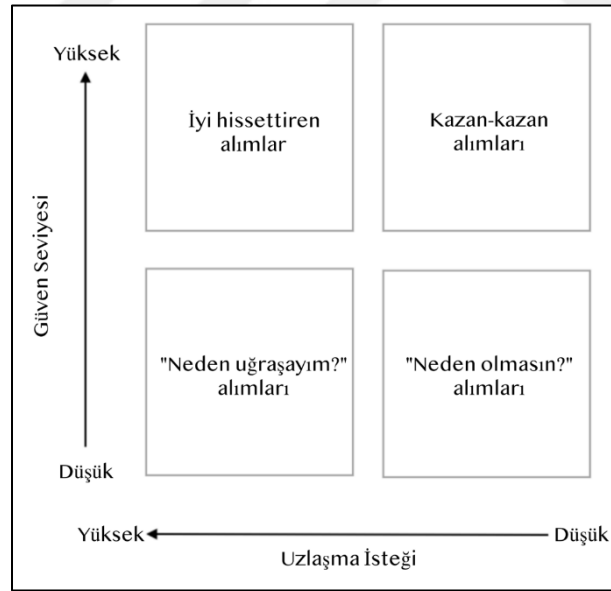 Yüksek
İyi hissettiren
alımlar
Kazan-kazan
alımları
Güven Seviyesi
"Neden uğraşayım?"
alımları
"Neden olmasın?"
alımları
Düşük
Yüksek
Düşük
Uzlaşma İsteği